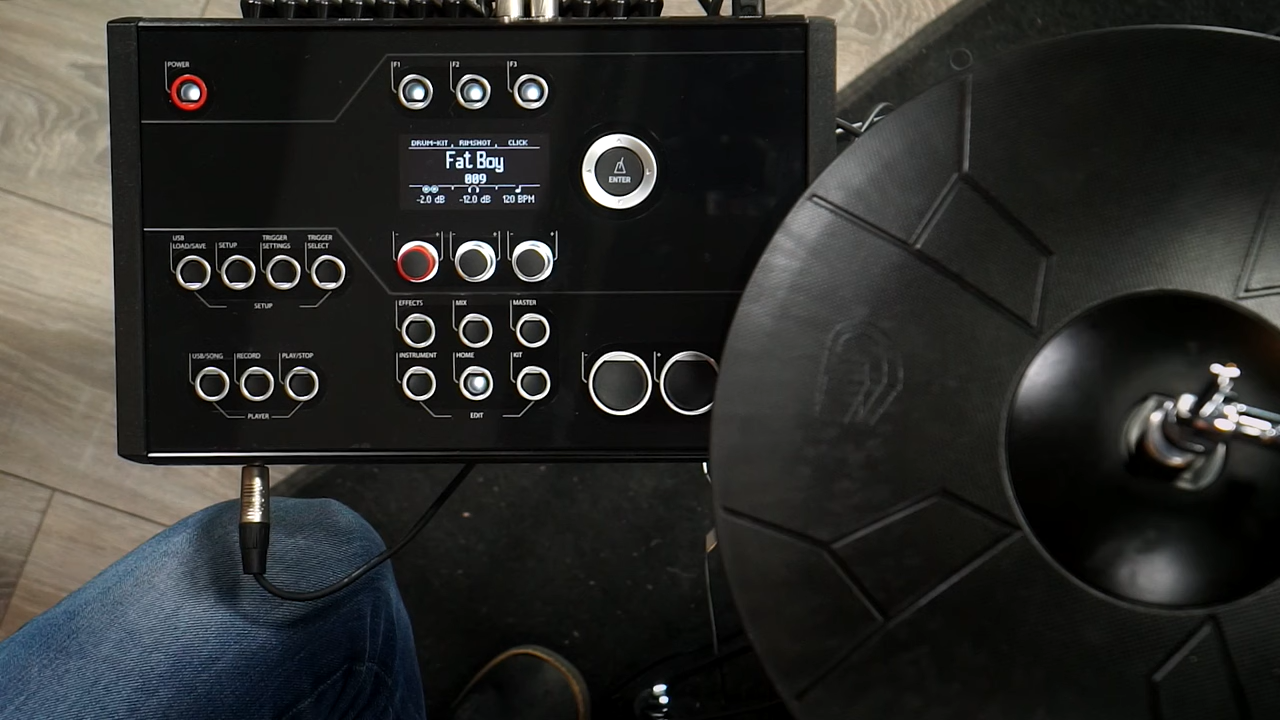 POWER
F1 F2 F3
DRUM-KIT RIMSHOT CLICK
Fat Boy
009
-2.0 dB -12.0 dB 120 BPM
ENTER
USB LOAD/SAVE
SETUP
TRIGGER SETTINGS
TRIGGER SELECT
SETUP
- + - + - +
EFFECTS MIX MASTER
USB/SONG RECORD PLAY/STOP
INSTRUMENT HOME KIT
- +
PLAYER
EDIT